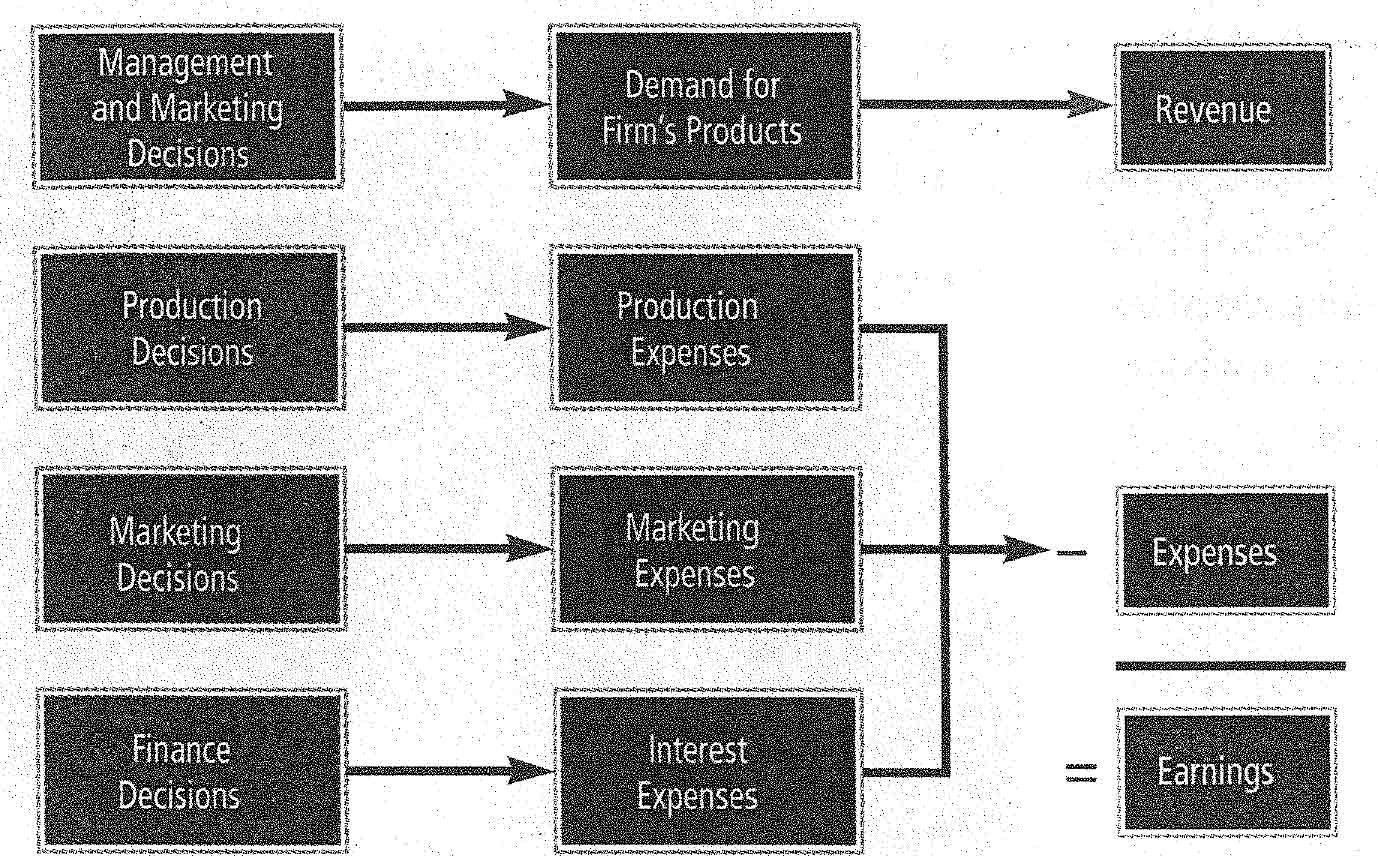 Management
and Marketing
Decisions
Demand for
Firm's Products
Revenue
Production
Decisions
Production
Expenses
Marketing
Decisions
Marketing
Expenses
–
Expenses
Finance
Decisions
Interest
Expenses
=
Earnings